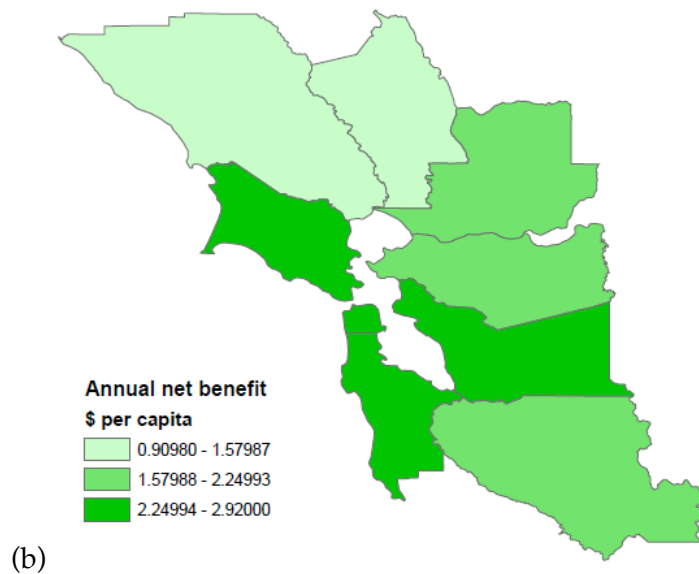 Annual net benefit
$ per capita
0.90980 - 1.57987
1.57988 - 2.24993
2.24994 - 2.92000
(b)